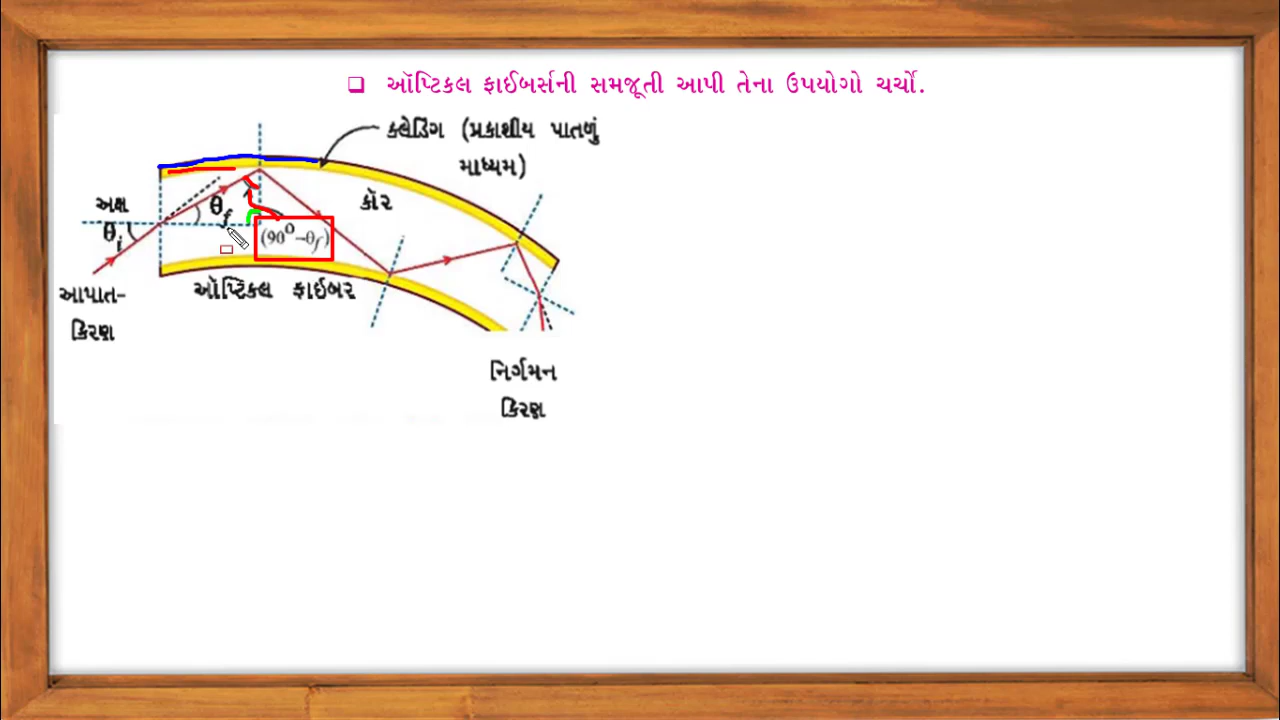 ❑ ઑપ્ટિકલ ફાઈબર્સની સમજૂતી આપી તેના ઉપયોગો ચર્ચો.
ક્લેડિંગ (પ્રકાશીય પાતળું
માધ્યમ)
અક્ષ
કૉર
θf
θi
(90°–θf)
આપાત-
કિરણ
ઑપ્ટિકલ ફાઈબર
નિર્ગમન
કિરણ